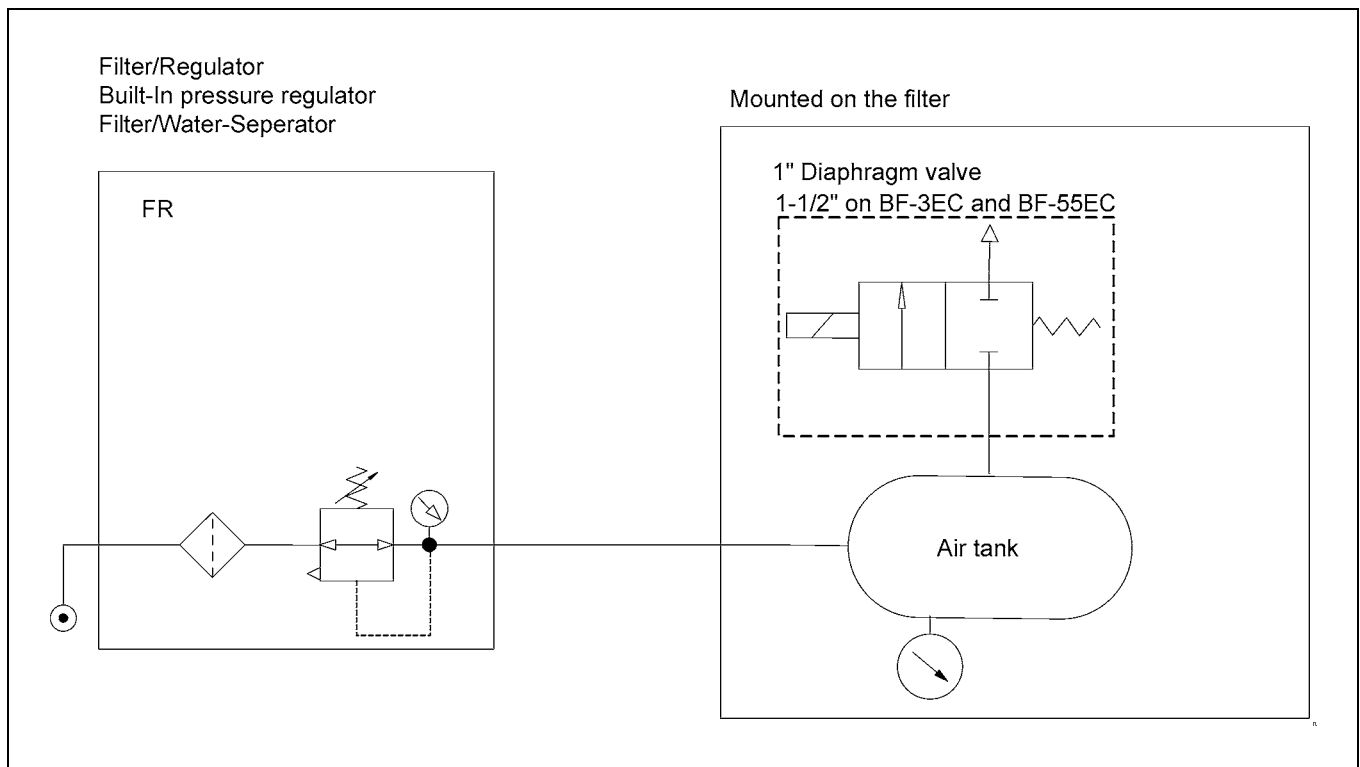 Filter/Regulator
Built-In pressure regulator
Filter/Water-Seperator
FR
Mounted on the filter
1" Diaphragm valve
1-1/2" on BF-3EC and BF-55EC
Air tank